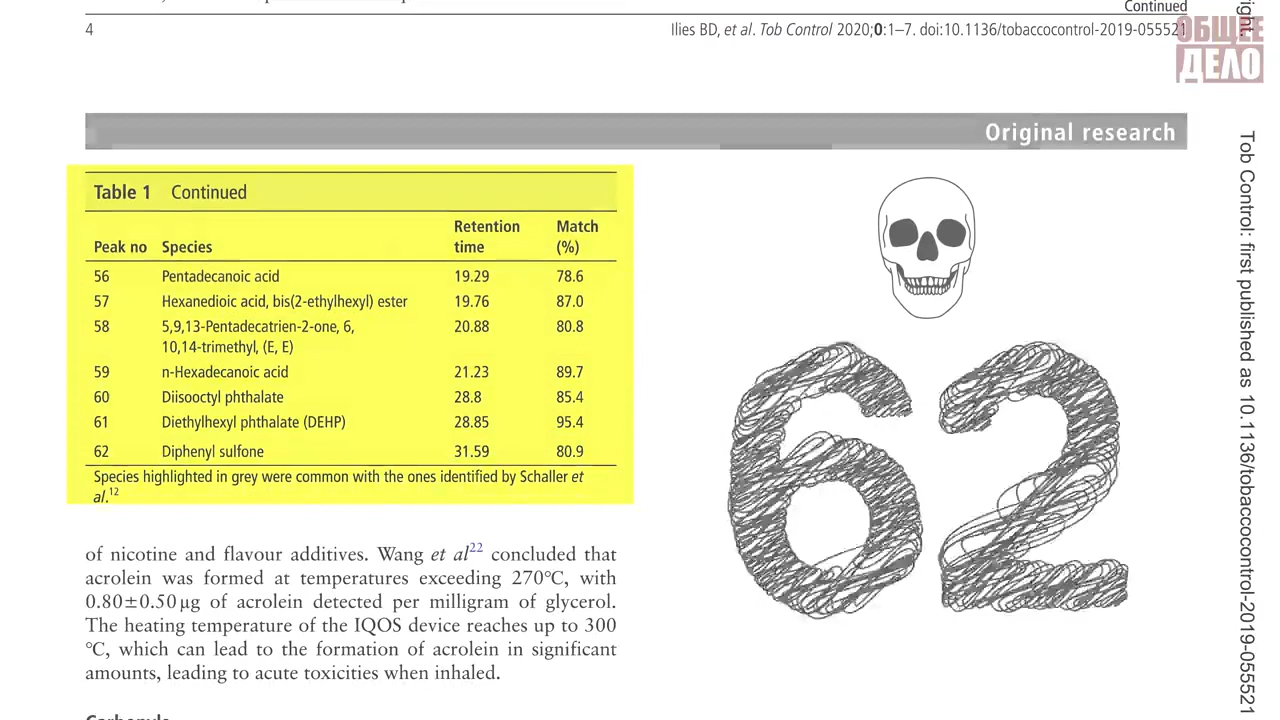 Continued
4 Ilies BD, et al. Tob Control 2020;0:1–7. doi:10.1136/tobaccocontrol-2019-055521
ОБЩЕЕ
ДЕЛО
Original research
Table 1 Continued
Peak no Species Retention time Match (%)
56 Pentadecanoic acid 19.29 78.6
57 Hexanedioic acid, bis(2-ethylhexyl) ester 19.76 87.0
58 5,9,13-Pentadecatrien-2-one, 6, 20.88 80.8
10,14-trimethyl, (E, E)
59 n-Hexadecanoic acid 21.23 89.7
60 Diisooctyl phthalate 28.8 85.4
61 Diethylhexyl phthalate (DEHP) 28.85 95.4
62 Diphenyl sulfone 31.59 80.9
Species highlighted in grey were common with the ones identified by Schaller et
al.12
62
of nicotine and flavour additives. Wang et al22 concluded that
acrolein was formed at temperatures exceeding 270°C, with
0.80±0.50 µg of acrolein detected per milligram of glycerol.
The heating temperature of the IQOS device reaches up to 300
°C, which can lead to the formation of acrolein in significant
amounts, leading to acute toxicities when inhaled.
Tob Control: first published as 10.1136/tobaccocontrol-2019-055521